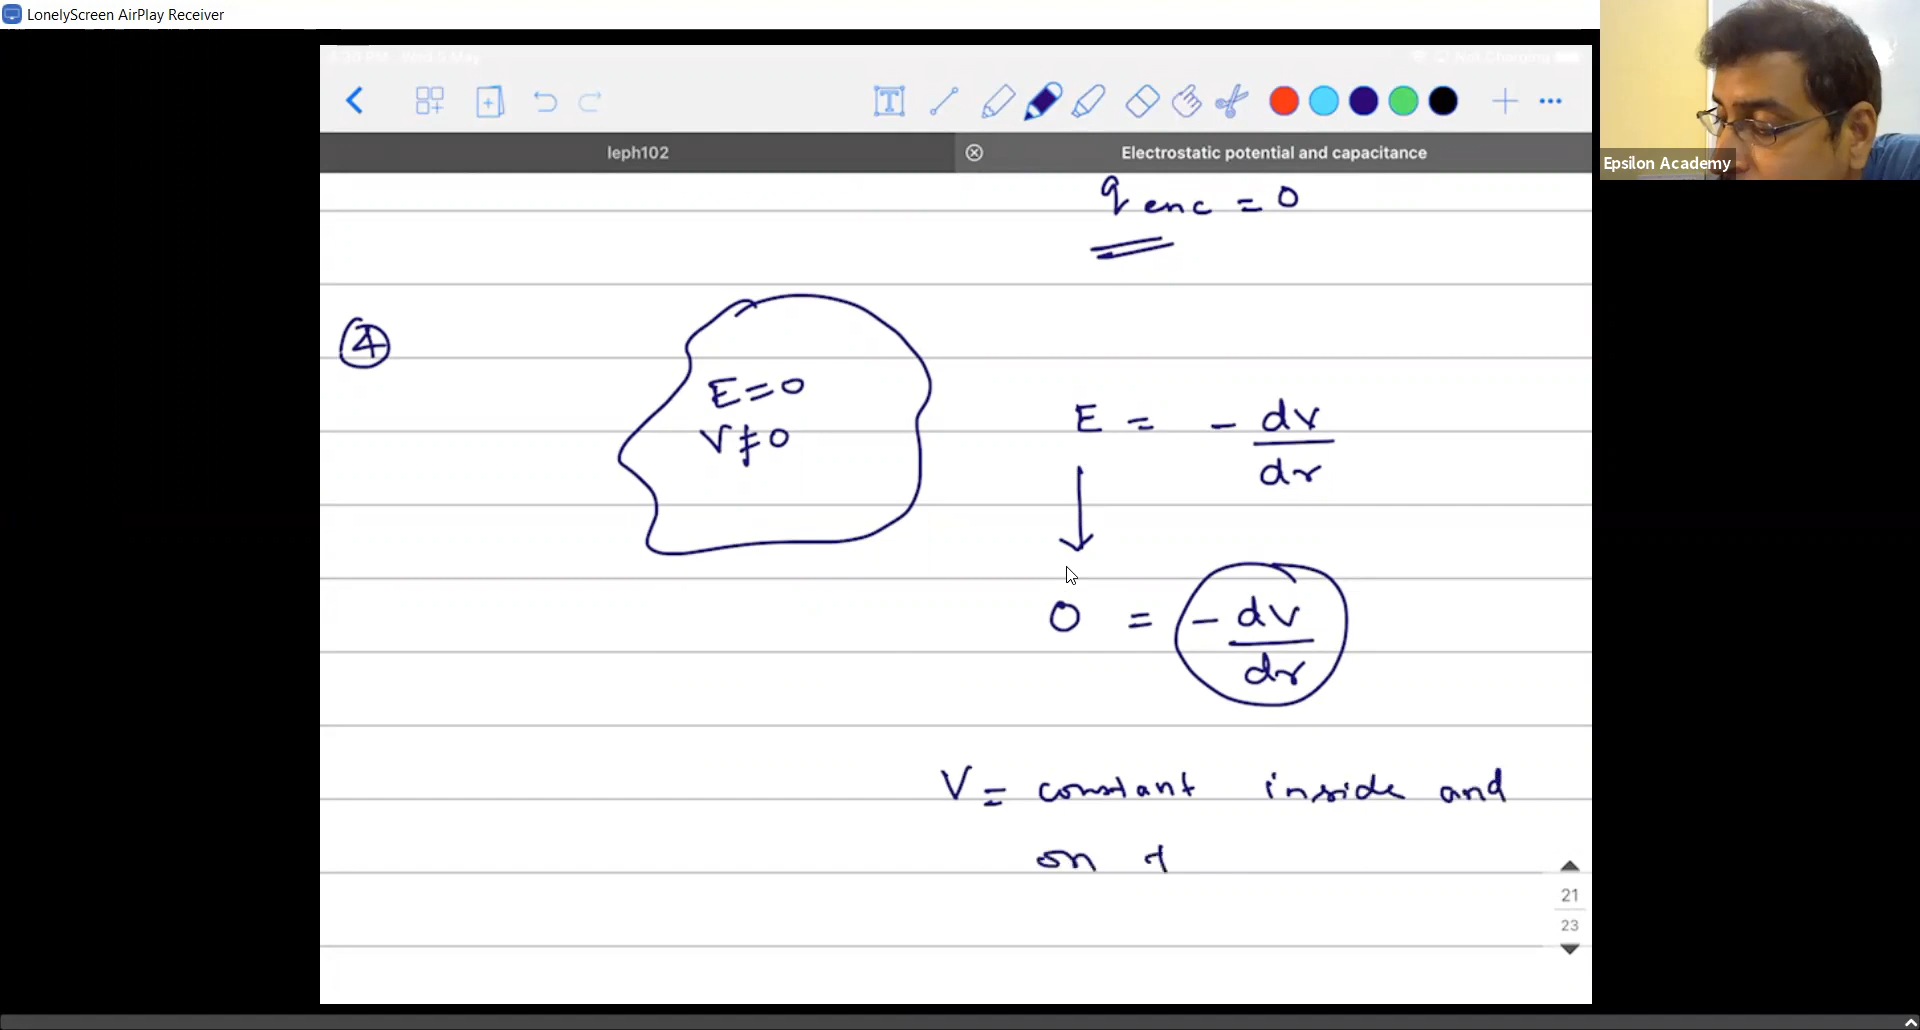 LonelyScreen AirPlay Receiver
Epsilon Academy
leph102
Electrostatic potential and capacitance
q enc = 0
④
E = 0
V ≠ 0
E = - dv/dr
0 = - dv/dr
V = constant inside and
on t
21
23